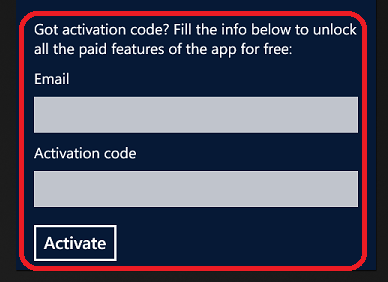 Got activation code? Fill the info below to unlock
all the paid features of the app for free:
Email
Activation code
Activate